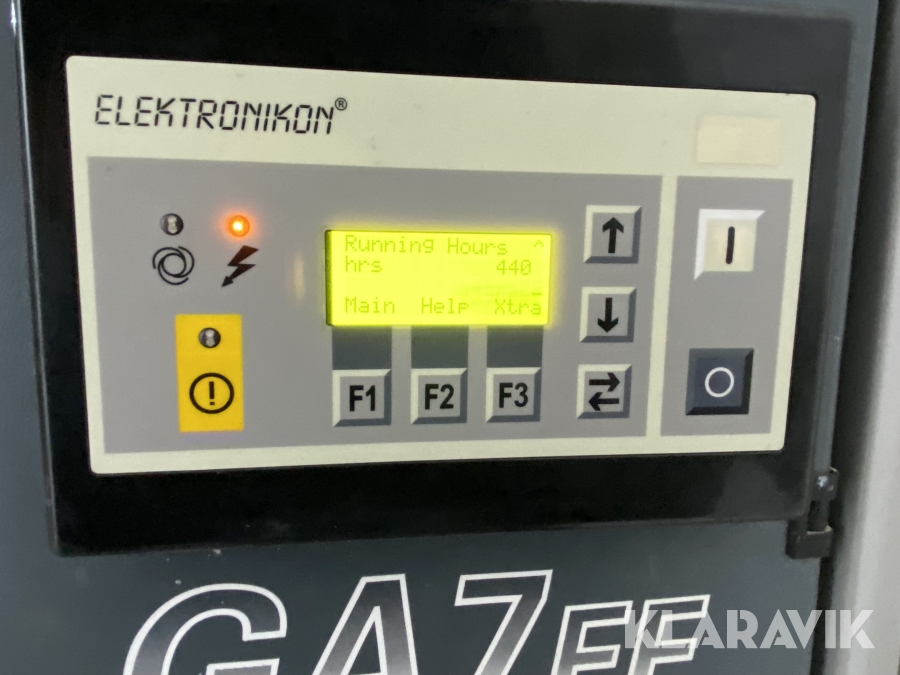 ELEKTRONIKON®
Running Hours ^
hrs 440
Main Help Xtra
F1 F2 F3
GA7FF
KLARAVIK